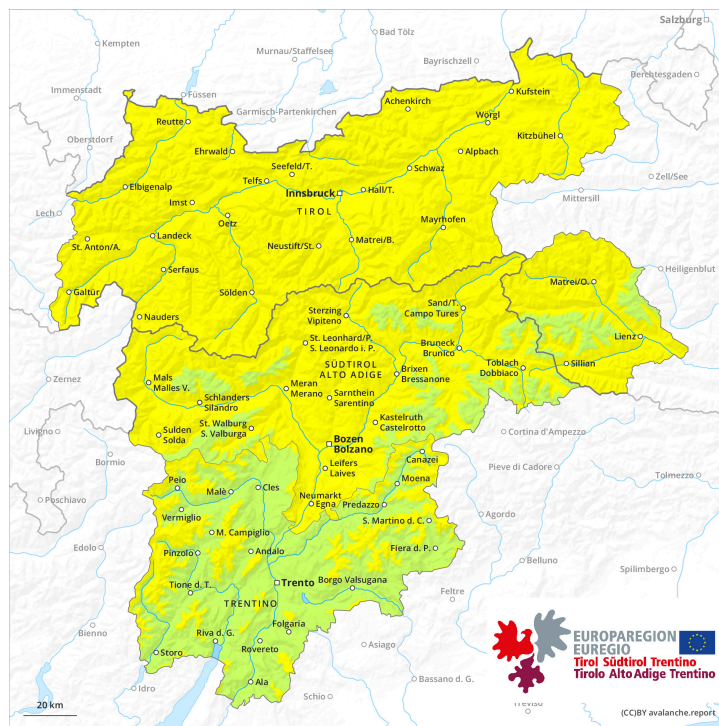 Salzburg
Kempten
Bad Tölz
Murnau/Staffelsee
Bayrischzell
Berchtesgaden
Immenstadt
Füssen
Garmisch-Partenkirchen
Achenkirch
Kufstein
Wörgl
Reutte
Oberstdorf
Kitzbühel
Ehrwald
Alpbach
Seefeld/T.
Schwaz
Telfs
Zell/See
Elbigenalp
Innsbruck
Hall/T.
Mittersill
Imst
TIROL
Lech
Oetz
Mayrhofen
Landeck
St. Anton/A.
Neustift/St.
Matrei/B.
Serfaus
Heiligenblut
Matrei/O.
Galtür
Sölden
Sand/T.
Campo Tures
Nauders
Sterzing
Vipiteno
Lienz
St. Leonhard/P.
S. Leonardo i. P.
Bruneck
Brunico
SÜDTIROL
ALTO ADIGE
Toblach
Dobbiaco
Sillian
Brixen
Bressanone
Zernez
Mals
Malles V.
Meran
Merano
Schlanders
Silandro
Sarnthein
Sarentino
St. Walburg
S. Valburga
Kastelruth
Castelrotto
Livigno
Sulden
Solda
Cortina d'Ampezzo
Bozen
Bolzano
Bormio
Canazei
Pieve di Cadore
Leifers
Laives
Tolmezzo
Peio
Moena
Cles
Malè
Poschiavo
Neumarkt
Egna
Predazzo
Vermiglio
Agordo
S. Martino d. C.
M. Campiglio
Edolo
Pinzolo
Andalo
Fiera d. P.
Belluno
Spilimbergo
Tione d. T.
Trento
Borgo Valsugana
Feltre
TRENTINO
Bienno
Folgaria
Riva d. G.
Rovereto
Storo
Asiago
Ala
Bassano d. G.
Idro
Schio
Treviso
EUROPAREGION
EUREGIO
Tirol Südtirol Trentino
Tirolo Alto Adige Trentino
20 km
(CC)BY avalanche.report